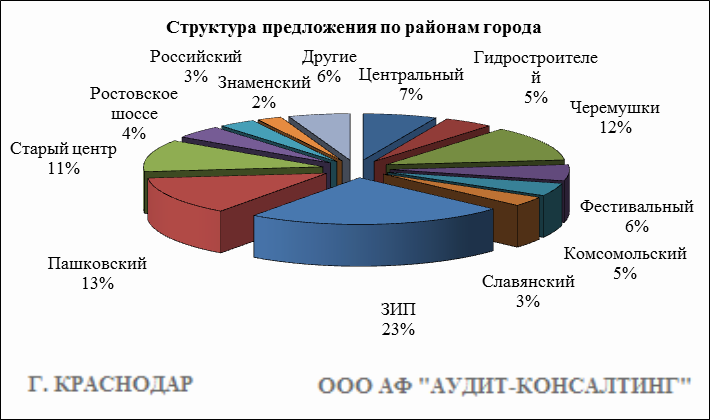 Структура предложения по районам города
Российский
3%
Другие
6%
Центральный
7%
Гидростроителе
й
5%
Знаменский
2%
Ростовское
шоссе
4%
Черемушки
12%
Старый центр
11%
Фестивальный
6%
Комсомольский
5%
Пашковский
13%
Славянский
3%
ЗИП
23%
Г. КРАСНОДАР
ООО АФ "АУДИТ-КОНСАЛТИНГ"